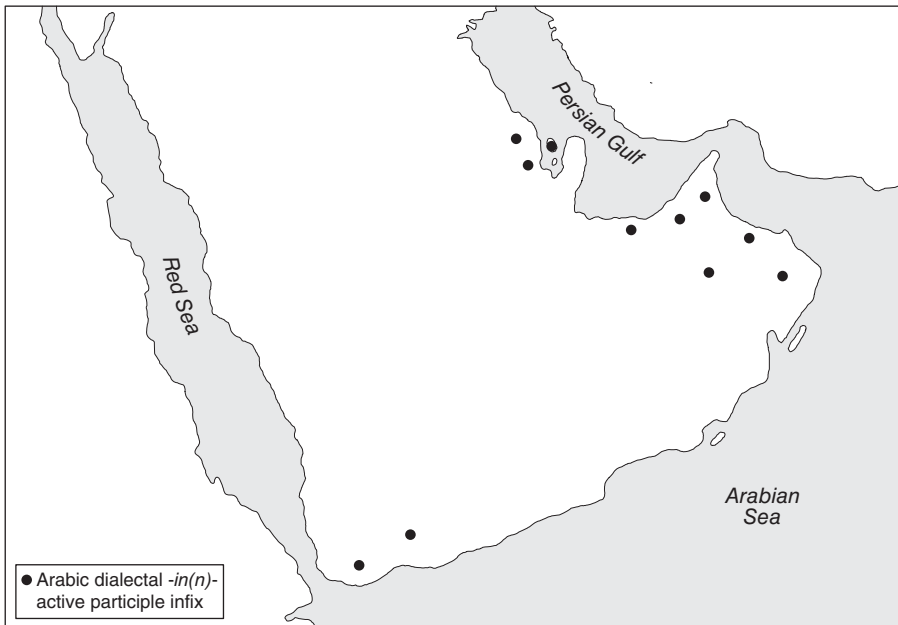 Persian Gulf
Red Sea
Arabian
Sea
Arabic dialectal -in(n)-
active participle infix